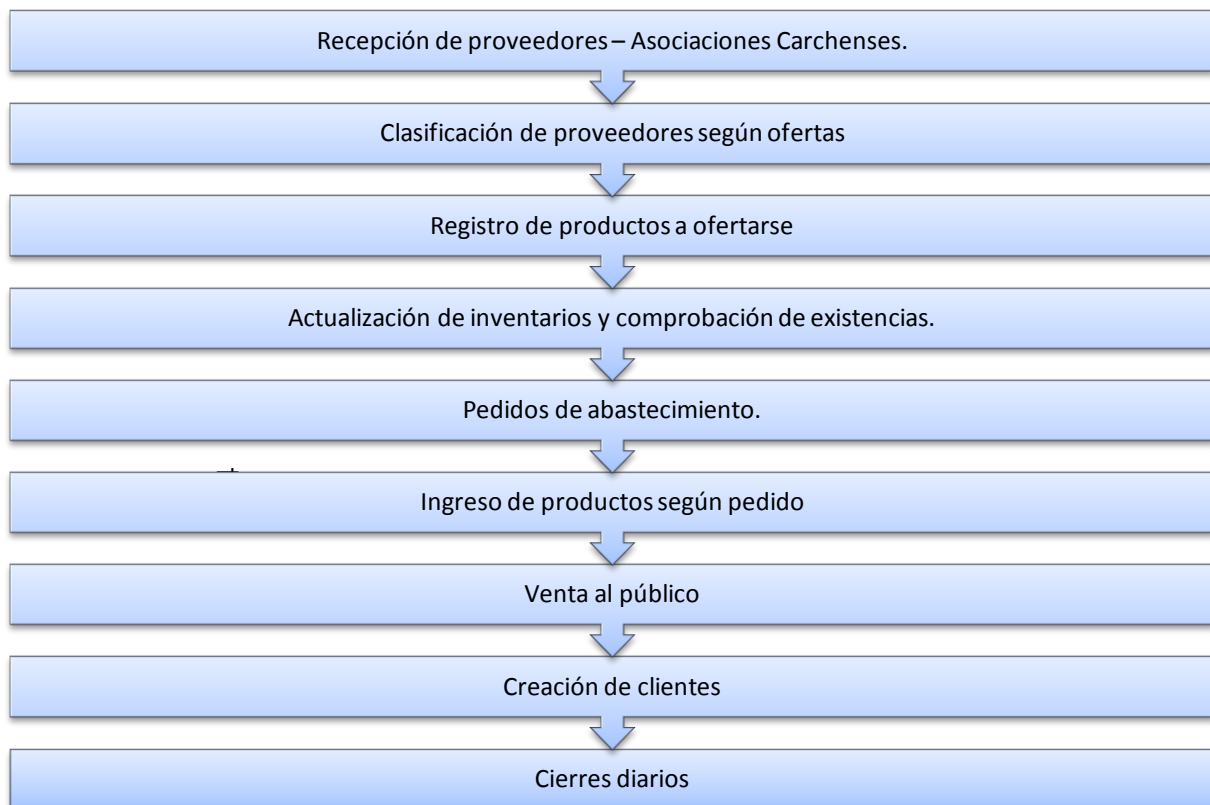 Recepción de proveedores – Asociaciones Carchenses.
Clasificación de proveedores según ofertas
Registro de productos a ofertarse
Actualización de inventarios y comprobación de existencias.
Pedidos de abastecimiento.
Ingreso de productos según pedido
Venta al público
Creación de clientes
Cierres diarios